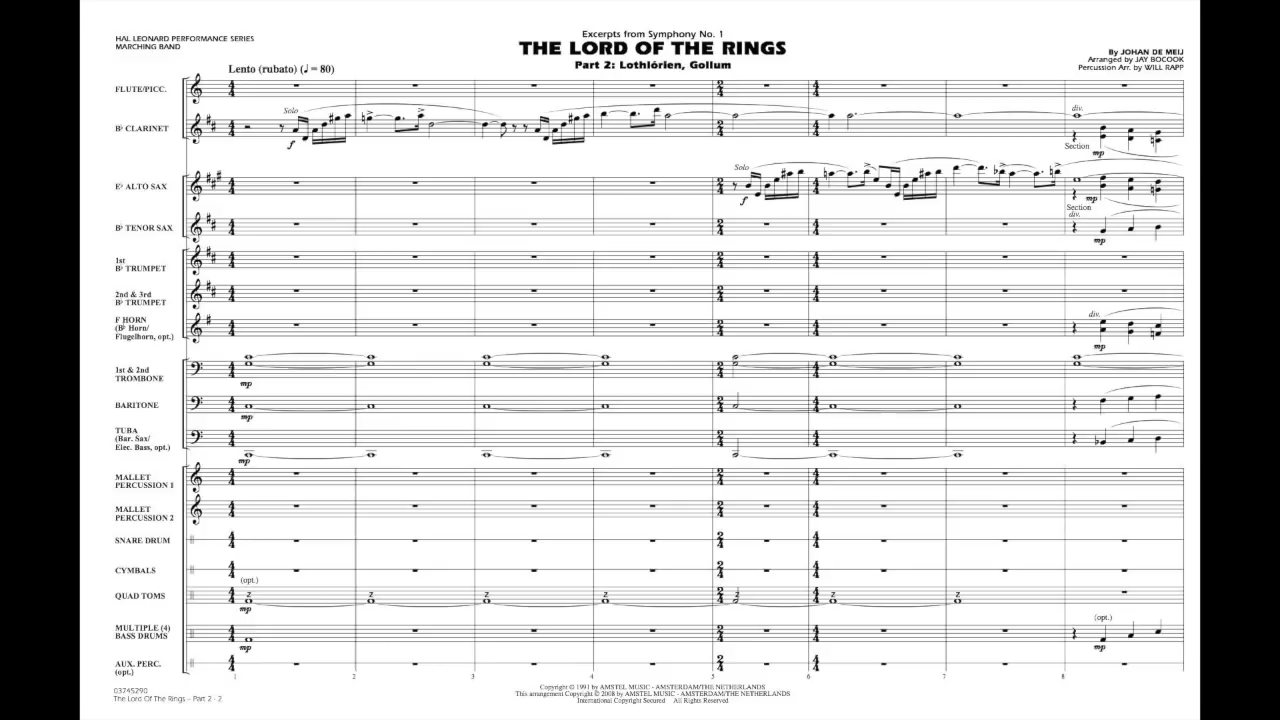 HAL LEONARD PERFORMANCE SERIES
MARCHING BAND
Excerpts from Symphony No. 1
THE LORD OF THE RINGS
Part 2: Lothlórien, Gollum
By JOHAN DE MEIJ
Arranged by JAY BOCOOK
Percussion Arr. by WILL RAPP
Lento (rubato) (♩= 80)
FLUTE/PICC.
Solo
div.
B♭ CLARINET
f
Section
mp
Solo
E♭ ALTO SAX
f
mp
Section
div.
B♭ TENOR SAX
mp
1st
B♭ TRUMPET
2nd & 3rd
B♭ TRUMPET
F HORN
(B♭ Horn/
Flugelhorn, opt.)
div.
mp
1st & 2nd
TROMBONE
mp
BARITONE
mp
TUBA
(Bar. Sax/
Elec. Bass, opt.)
mp
MALLET
PERCUSSION 1
MALLET
PERCUSSION 2
SNARE DRUM
CYMBALS
(opt.)
QUAD TOMS
mp
MULTIPLE (4)
BASS DRUMS
(opt.)
mp
AUX. PERC.
(opt.)
1 2 3 4 5 6 7 8
03745290
The Lord Of The Rings – Part 2 - 2
Copyright © 1991 by AMSTEL MUSIC - AMSTERDAM/THE NETHERLANDS
This arrangement Copyright © 2008 by AMSTEL MUSIC - AMSTERDAM/THE NETHERLANDS
International Copyright Secured All Rights Reserved